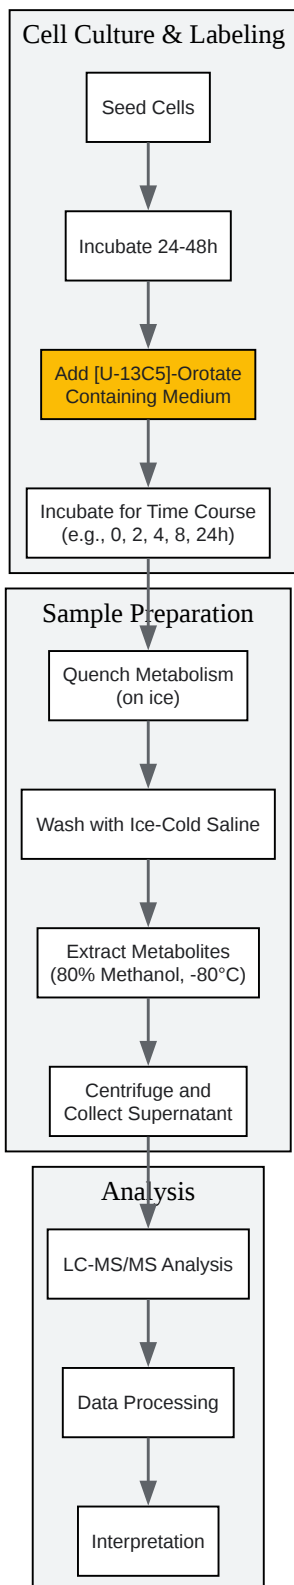 Cell Culture & Labeling
Seed Cells
Incubate 24-48h
Add [U-13C5]-Orotate
Containing Medium
Incubate for Time Course
(e.g., 0, 2, 4, 8, 24h)
Sample Preparation
Quench Metabolism
(on ice)
Wash with Ice-Cold Saline
Extract Metabolites
(80% Methanol, -80°C)
Centrifuge and
Collect Supernatant
Analysis
LC-MS/MS Analysis
Data Processing
Interpretation